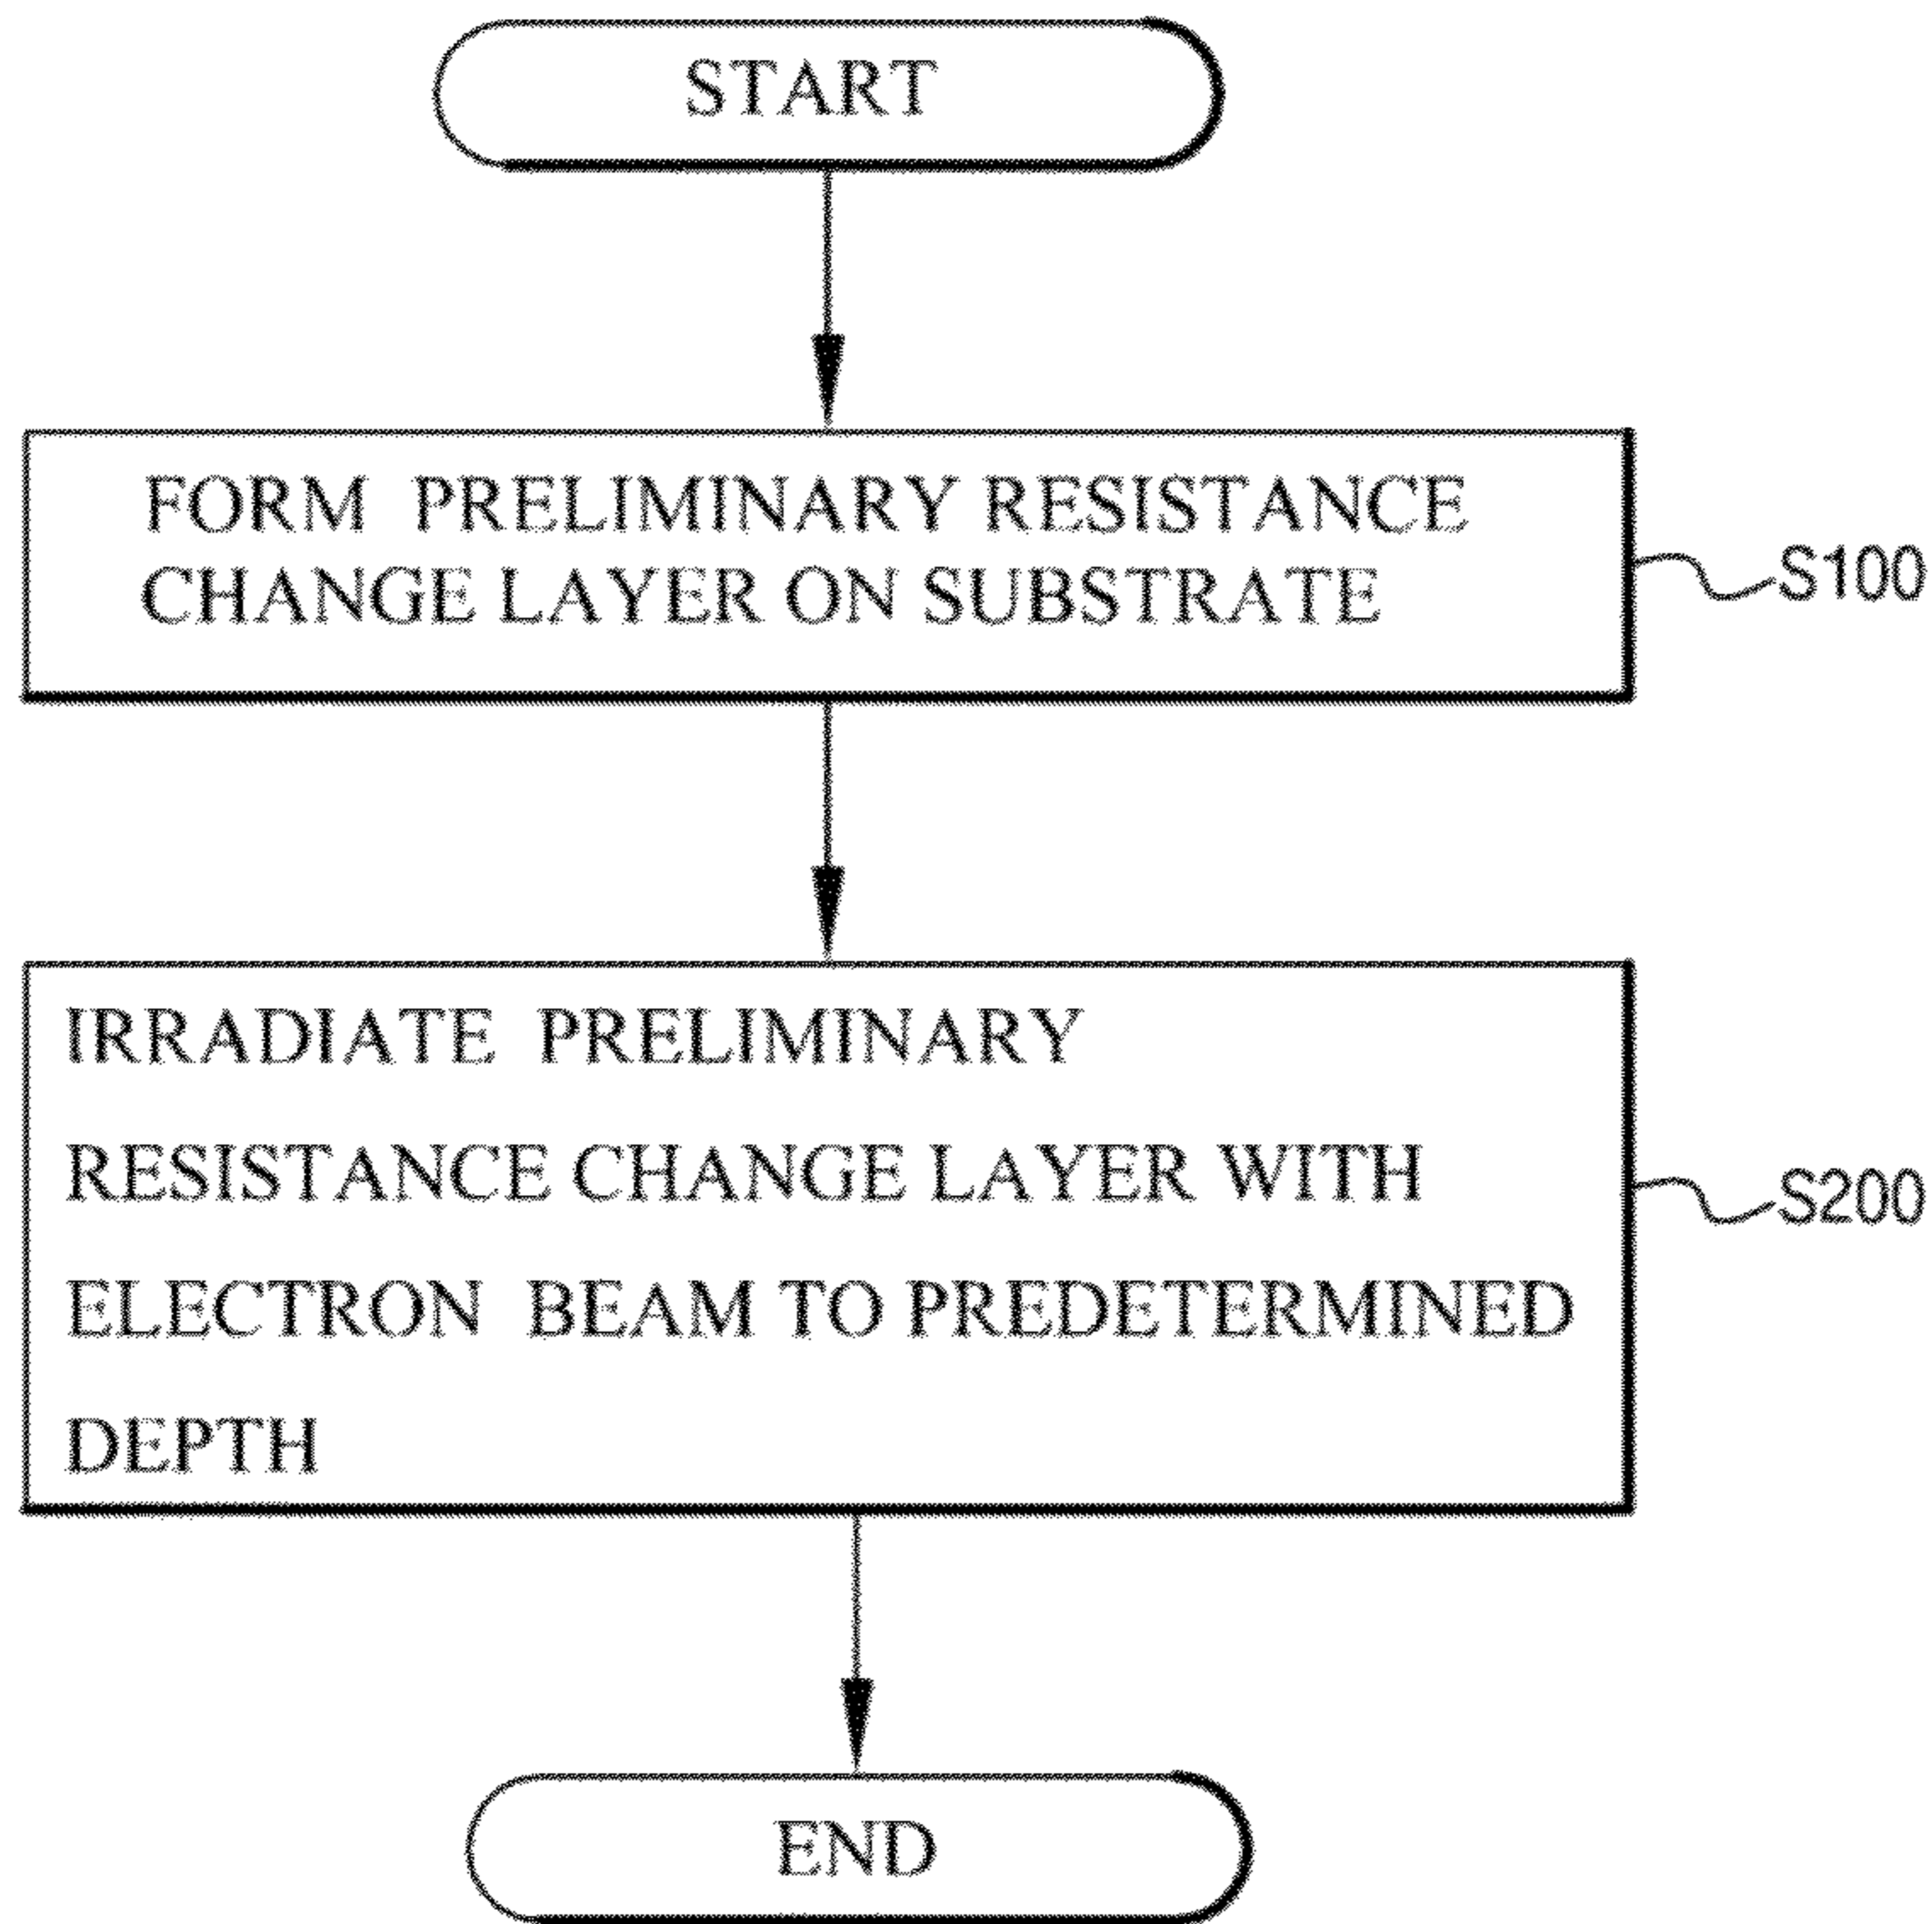 START
FORM PRELIMINARY RESISTANCE
CHANGE LAYER ON SUBSTRATE
S100
IRRADIATE PRELIMINARY
RESISTANCE CHANGE LAYER WITH
ELECTRON BEAM TO PREDETERMINED
DEPTH
S200
END